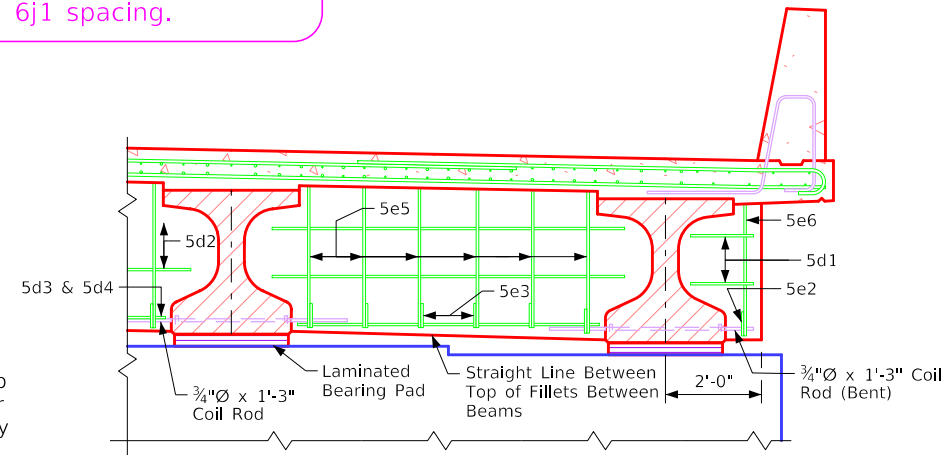 6j1 spacing.
5e5
5e6
5d2
5d1
5e3
5d3 & 5d4
5e2
Laminated
Bearing Pad
Straight Line Between
Top of Fillets Between
Beams
2'-0"
¾"Ø x 1'-3" Coil
Rod (Bent)
¾"Ø x 1'-3"
Coil Rod